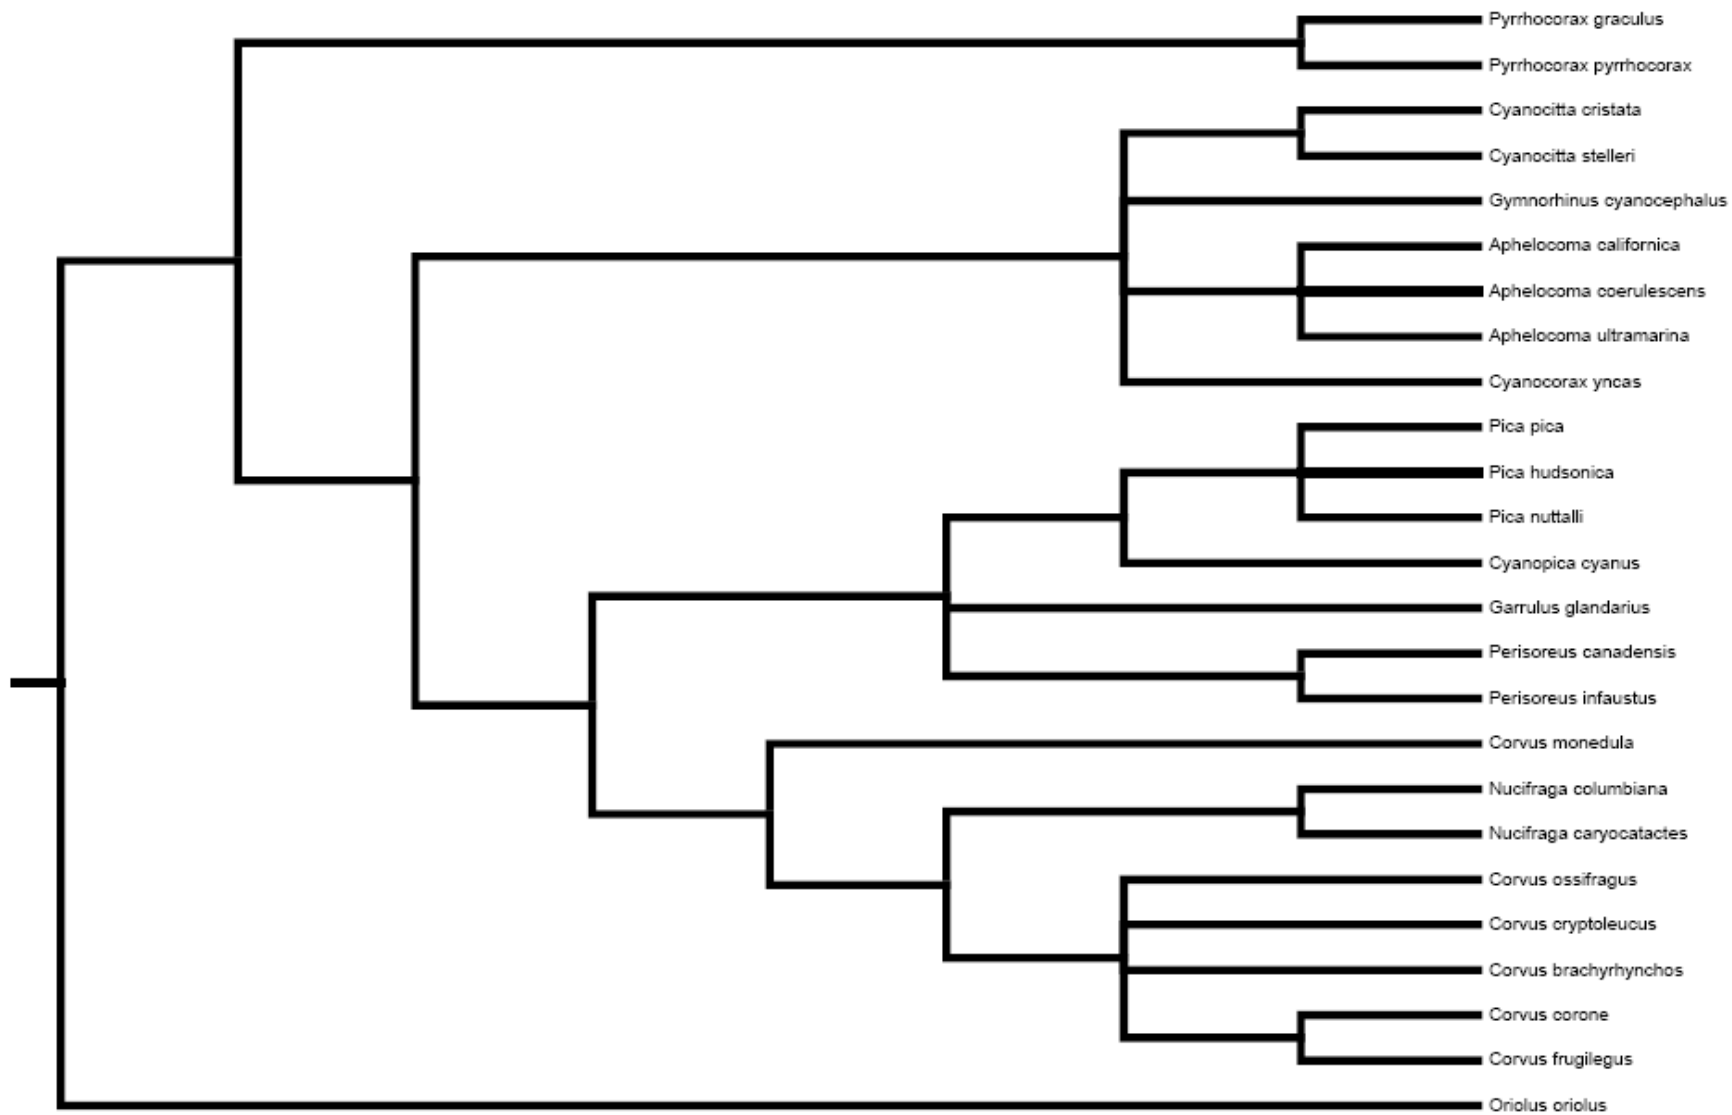 Pyrrhocorax graculus
Pyrrhocorax pyrrhocorax
Cyanocitta cristata
Cyanocitta stelleri
Gymnorhinus cyanocephalus
Aphelocoma californica
Aphelocoma coerulescens
Aphelocoma ultramarina
Cyanocorax yncas
Pica pica
Pica hudsonica
Pica nuttalli
Cyanopica cyanus
Garrulus glandarius
Perisoreus canadensis
Perisoreus infaustus
Corvus monedula
Nucifraga columbiana
Nucifraga caryocatactes
Corvus ossifragus
Corvus cryptoleucus
Corvus brachyrhynchos
Corvus corone
Corvus frugilegus
Oriolus oriolus